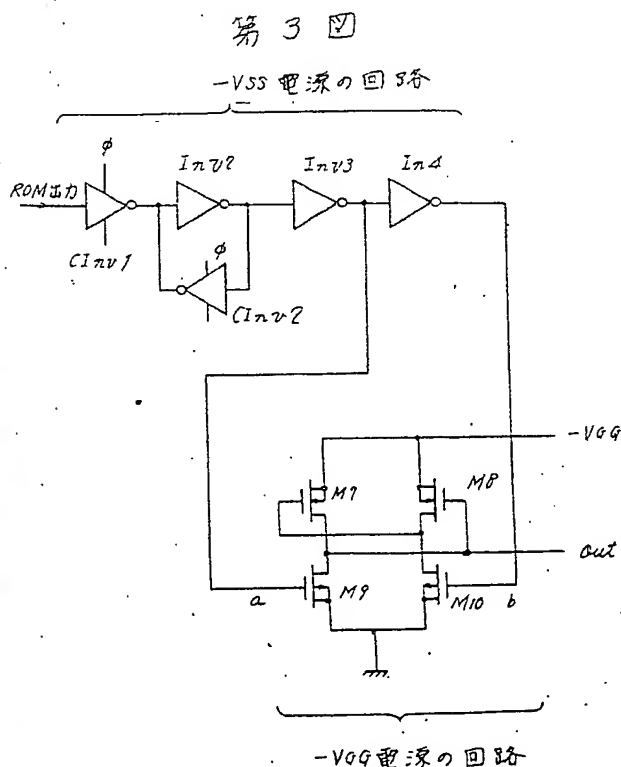 第3図
-VSS電源の回路
φ
Inv2
Inv3
In4
ROM出力
CInv1
φ
CInv2
-VGG
M7
M8
out
a
M9
M10
b
-VGG電源の回路